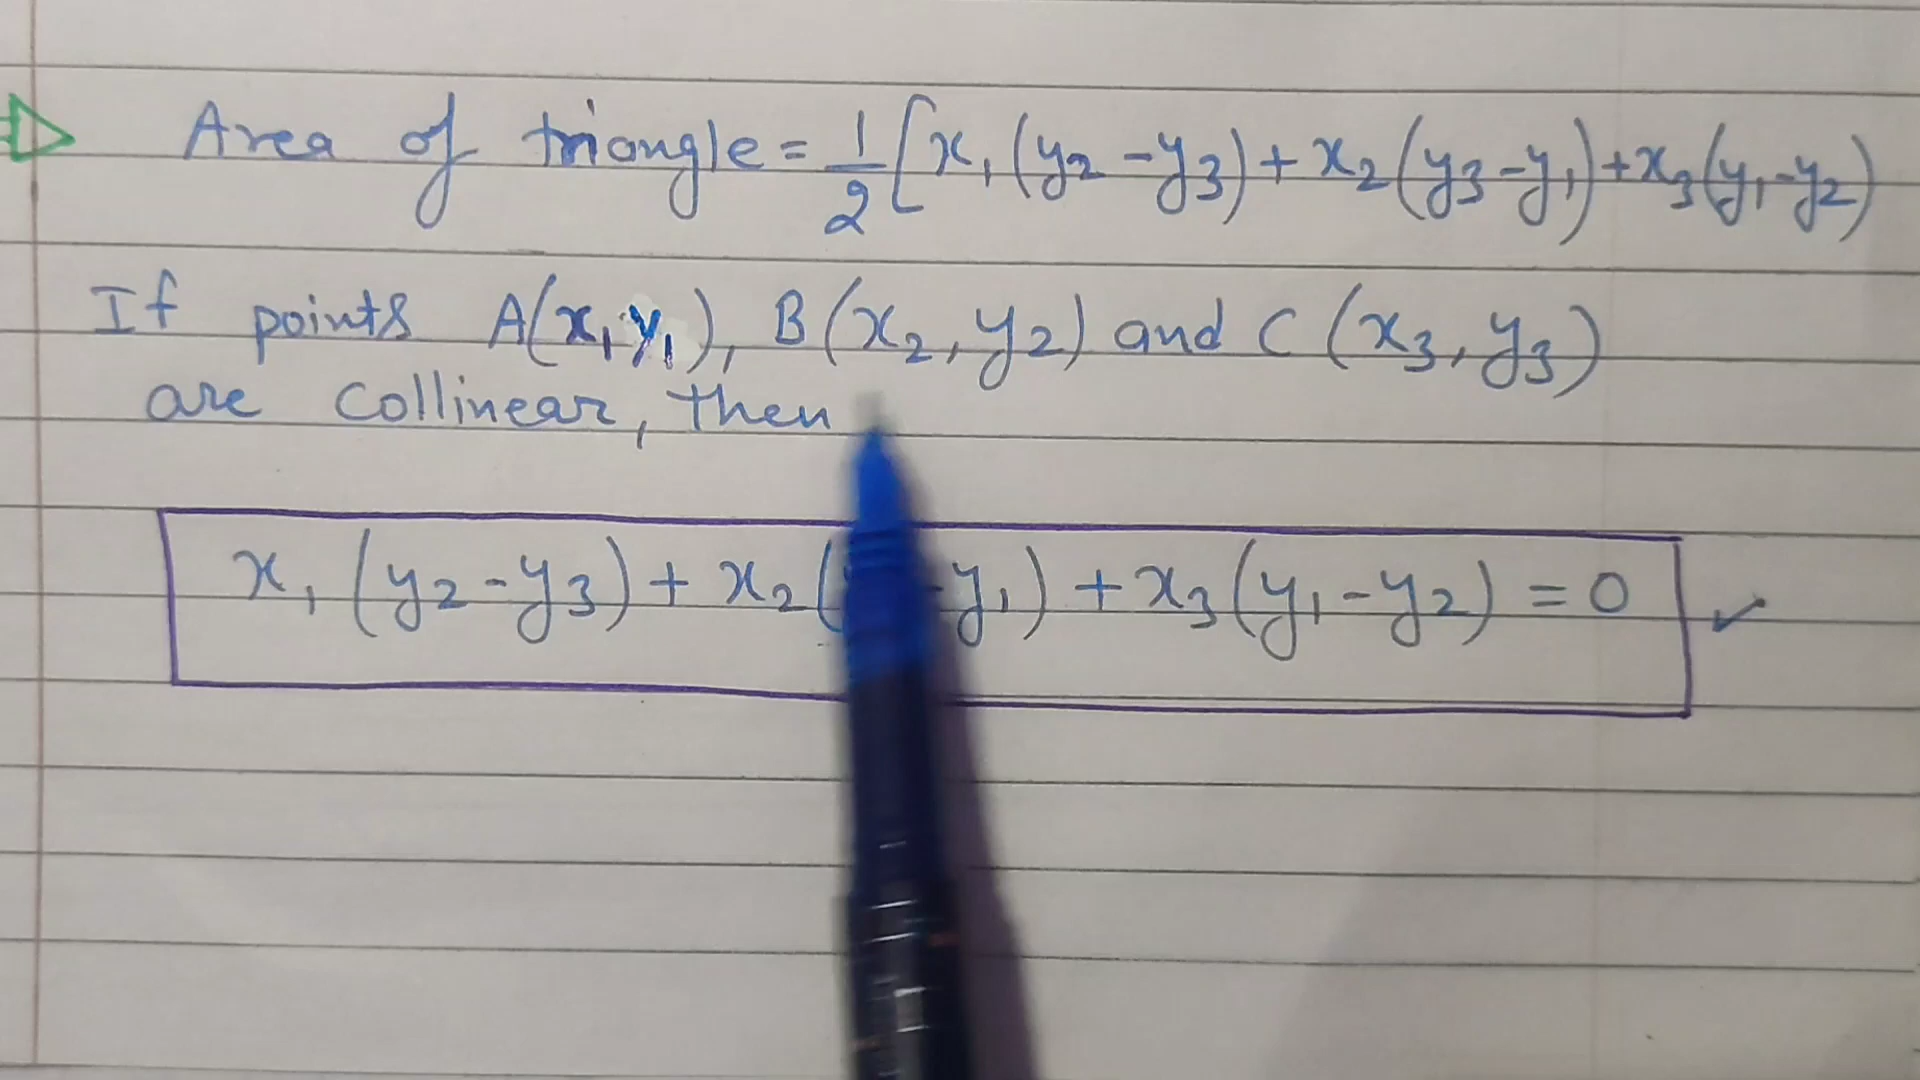 Area of triangle = 1/2 [x₁ (y₂ - y₃) + x₂ (y₃ - y₁) + x₃ (y₁ - y₂)
If points A(x₁ y₁), B (x₂, y₂) and C (x₃, y₃)
are collinear, then
x₁ (y₂ - y₃) + x₂ ( - y₁) + x₃ (y₁ - y₂) = 0 ✓